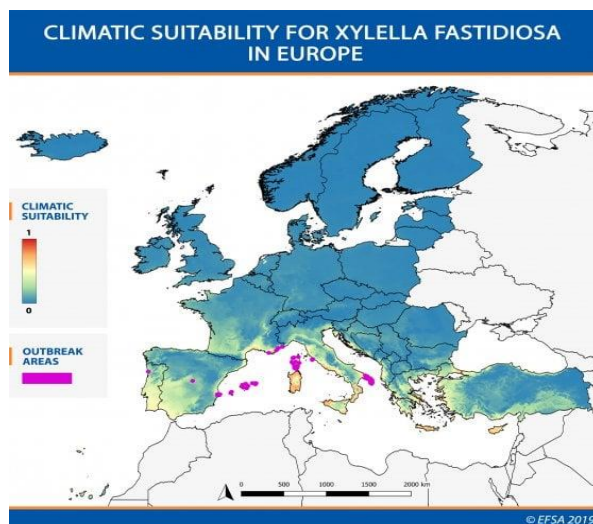 CLIMATIC SUITABILITY FOR XYLELLA FASTIDIOSA
IN EUROPE
CLIMATIC
SUITABILITY
1
0
OUTBREAK
AREAS
0 500 1000 1500 2000 km
© EFSA 2019